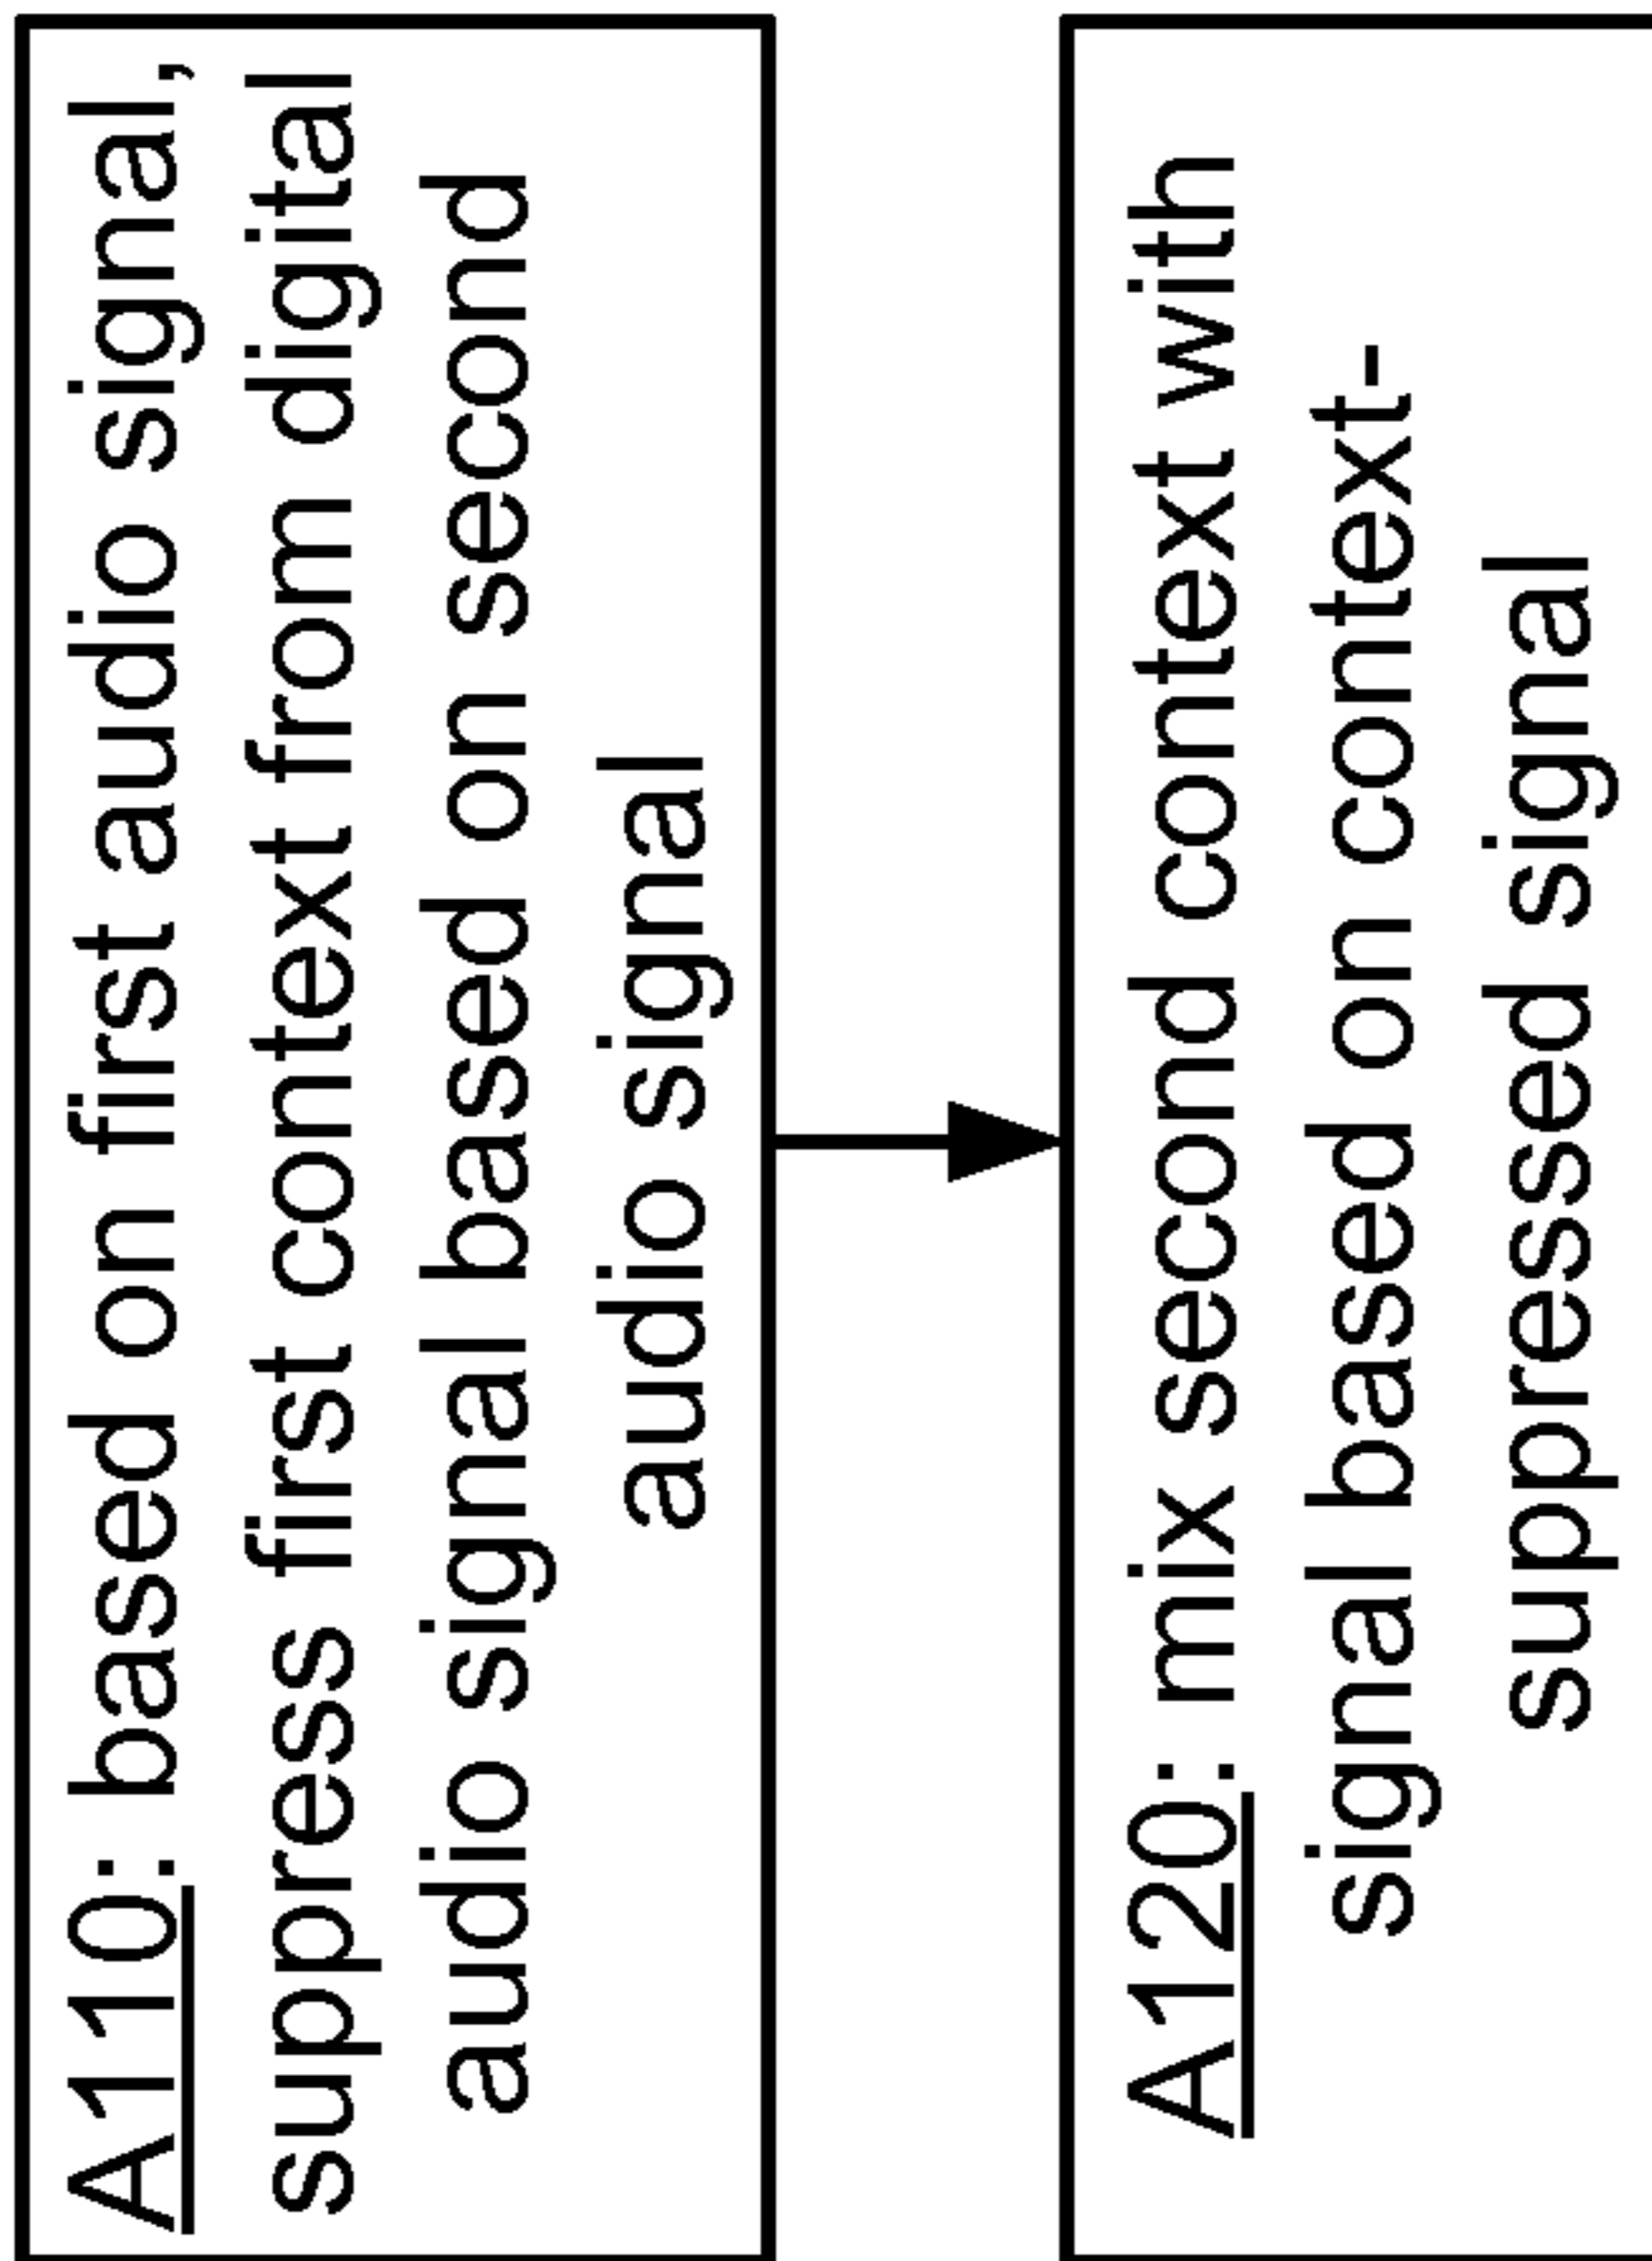 A110: based on first audio signal,
suppress first context from digital
audio signal based on second
audio signal
A120: mix second context with
signal based on context-
suppressed signal